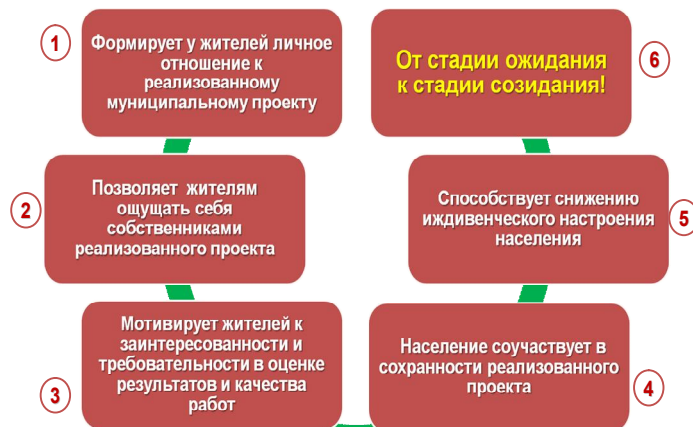 1
Формирует у жителей личное
отношение к
реализованному
муниципальному проекту
2
Позволяет жителям
ощущать себя
собственниками
реализованного проекта
3
Мотивирует жителей к
заинтересованности и
требовательности в оценке
результатов и качества
работ
4
Население соучаствует в
сохранности реализованного
проекта
5
Способствует снижению
иждивенческого настроения
населения
6
От стадии ожидания
к стадии созидания!